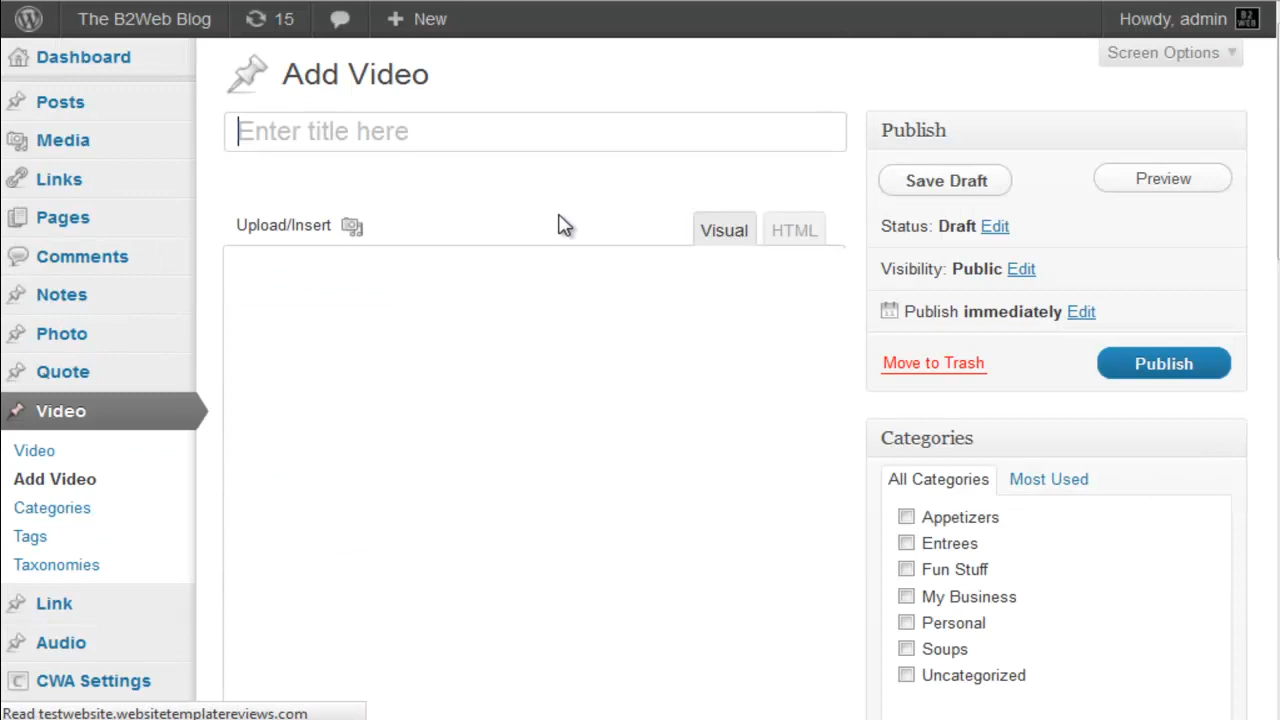 The B2Web Blog
15
New
Howdy, admin
B2
WEB
Dashboard
Posts
Media
Links
Pages
Comments
Notes
Photo
Quote
Video
Video
Add Video
Categories
Tags
Taxonomies
Link
Audio
CWA Settings
Read testwebsite.websitetemplatereviews.com
Screen Options
Add Video
Enter title here
Upload/Insert
Visual
HTML
Publish
Save Draft
Preview
Status: Draft Edit
Visibility: Public Edit
Publish immediately Edit
Move to Trash
Publish
Categories
All Categories
Most Used
Appetizers
Entrees
Fun Stuff
My Business
Personal
Soups
Uncategorized